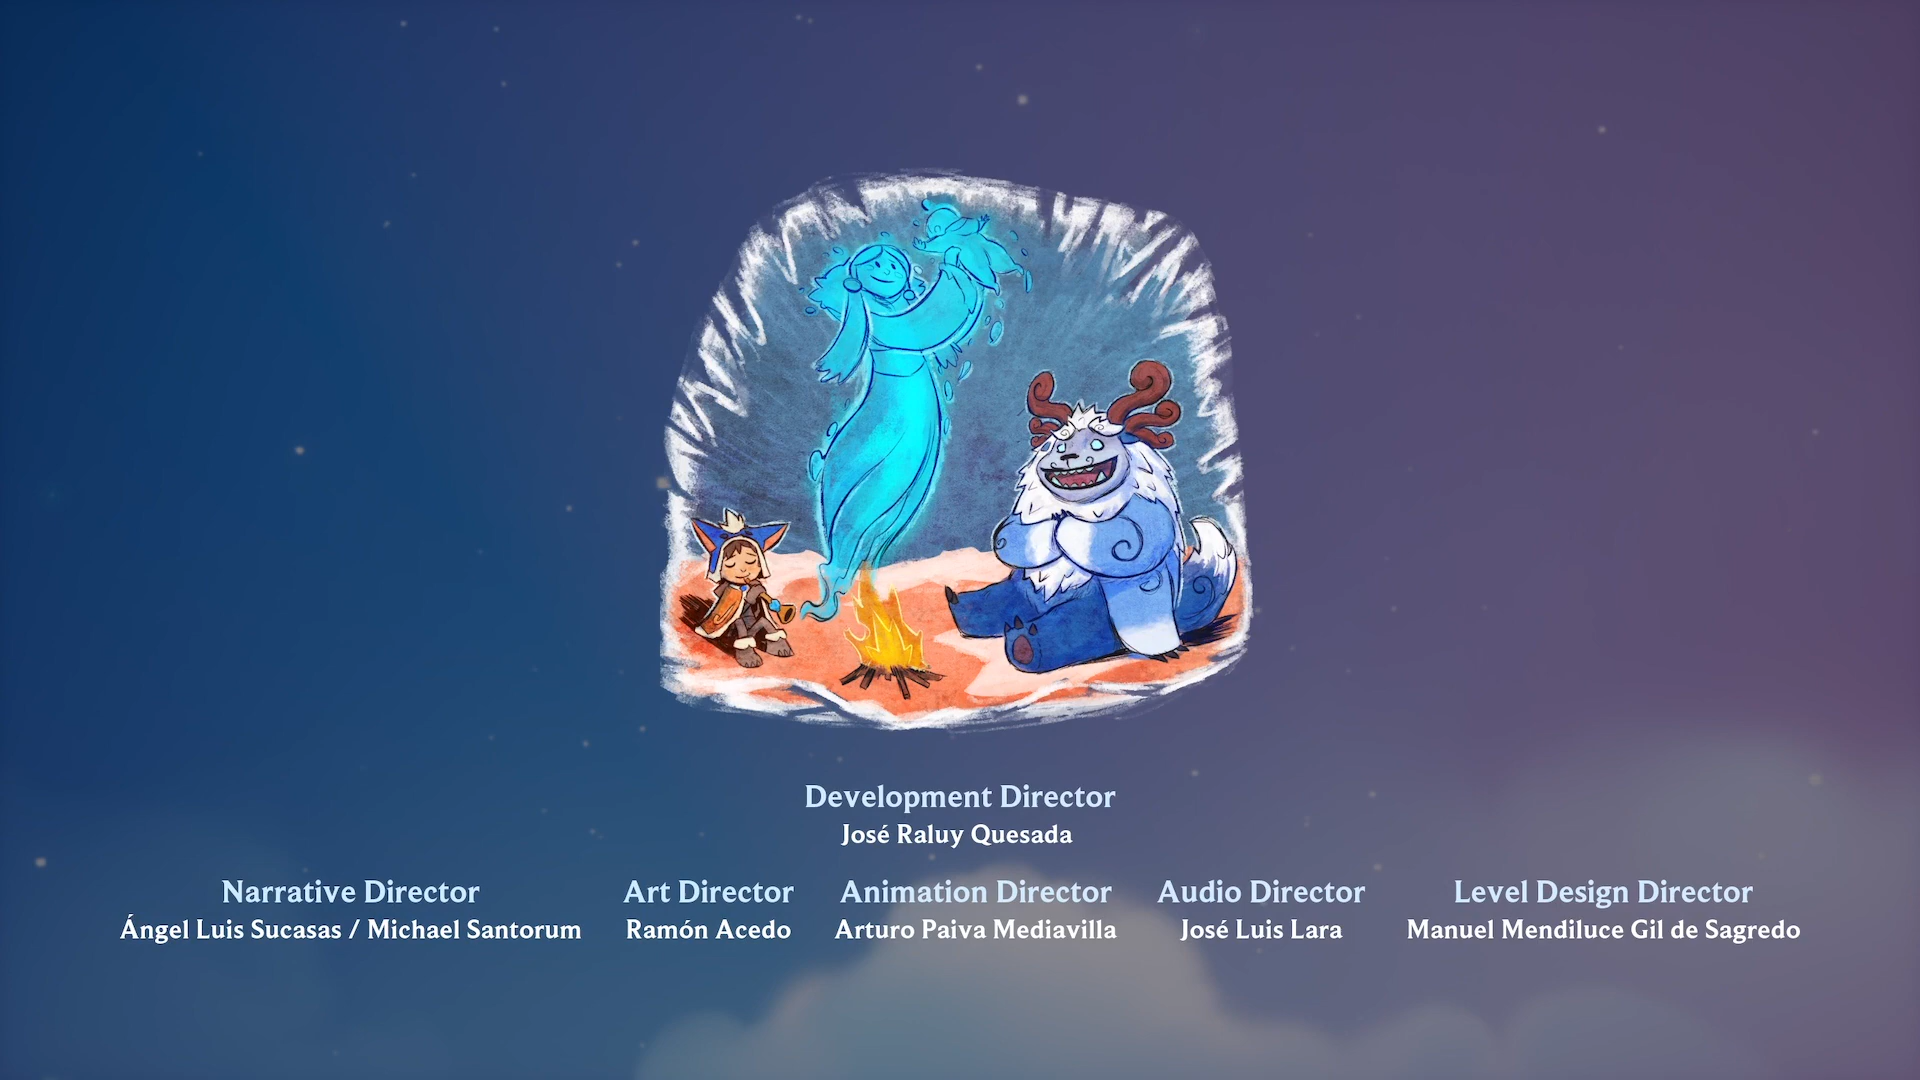 Development Director
José Raluy Quesada
Narrative Director
Ángel Luis Sucasas / Michael Santorum
Art Director
Ramón Acedo
Animation Director
Arturo Paiva Mediavilla
Audio Director
José Luis Lara
Level Design Director
Manuel Mendiluce Gil de Sagredo